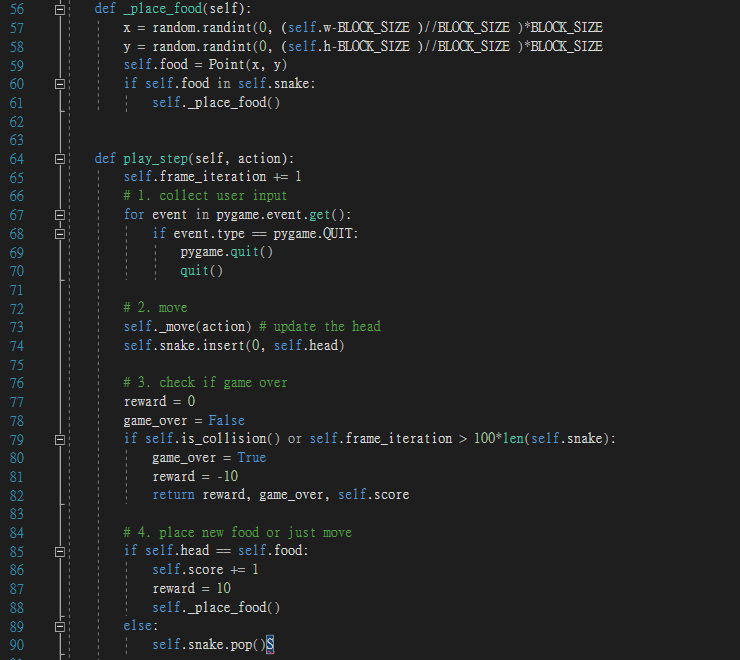 56 def _place_food(self):
57 x = random.randint(0, (self.w-BLOCK_SIZE )//BLOCK_SIZE )*BLOCK_SIZE
58 y = random.randint(0, (self.h-BLOCK_SIZE )//BLOCK_SIZE )*BLOCK_SIZE
59 self.food = Point(x, y)
60 if self.food in self.snake:
61 self._place_food()
62
63
64 def play_step(self, action):
65 self.frame_iteration += 1
66 # 1. collect user input
67 for event in pygame.event.get():
68 if event.type == pygame.QUIT:
69 pygame.quit()
70 quit()
71
72 # 2. move
73 self._move(action) # update the head
74 self.snake.insert(0, self.head)
75
76 # 3. check if game over
77 reward = 0
78 game_over = False
79 if self.is_collision() or self.frame_iteration > 100*len(self.snake):
80 game_over = True
81 reward = -10
82 return reward, game_over, self.score
83
84 # 4. place new food or just move
85 if self.head == self.food:
86 self.score += 1
87 reward = 10
88 self._place_food()
89 else:
90 self.snake.pop()S